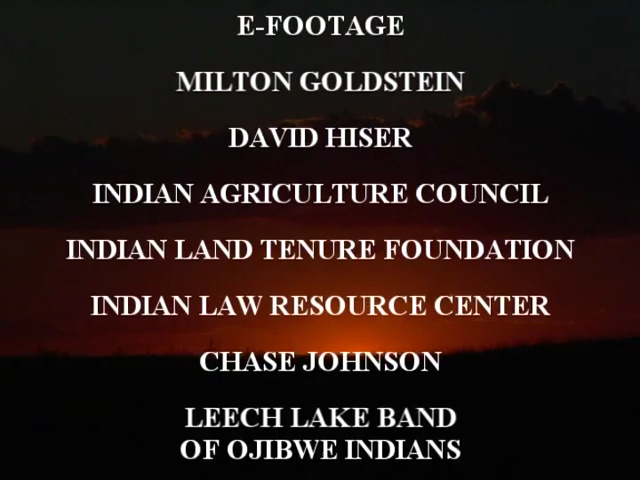 E-FOOTAGE
MILTON GOLDSTEIN
DAVID HISER
INDIAN AGRICULTURE COUNCIL
INDIAN LAND TENURE FOUNDATION
INDIAN LAW RESOURCE CENTER
CHASE JOHNSON
LEECH LAKE BAND
OF OJIBWE INDIANS